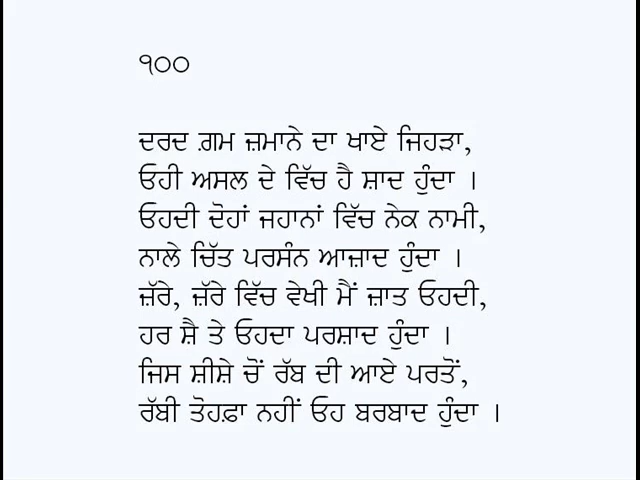 ੧੦੦
ਦਰਦ ਗ਼ਮ ਜ਼ਮਾਨੇ ਦਾ ਖਾਏ ਜਿਹੜਾ,
ਓਹੀ ਅਸਲ ਦੇ ਵਿੱਚ ਹੈ ਸ਼ਾਦ ਹੁੰਦਾ ।
ਓਹਦੀ ਦੋਹਾਂ ਜਹਾਨਾਂ ਵਿੱਚ ਨੇਕ ਨਾਮੀ,
ਨਾਲੇ ਚਿੱਤ ਪਰਸੰਨ ਆਜ਼ਾਦ ਹੁੰਦਾ ।
ਜ਼ੱਰੇ, ਜ਼ੱਰੇ ਵਿੱਚ ਵੇਖੀ ਮੈਂ ਜ਼ਾਤ ਓਹਦੀ,
ਹਰ ਸ਼ੈ ਤੇ ਓਹਦਾ ਪਰਸ਼ਾਦ ਹੁੰਦਾ ।
ਜਿਸ ਸ਼ੀਸ਼ੇ ਚੋਂ ਰੱਬ ਦੀ ਆਏ ਪਰਤੋਂ,
ਰੱਬੀ ਤੋਹਫ਼ਾ ਨਹੀਂ ਓਹ ਬਰਬਾਦ ਹੁੰਦਾ ।